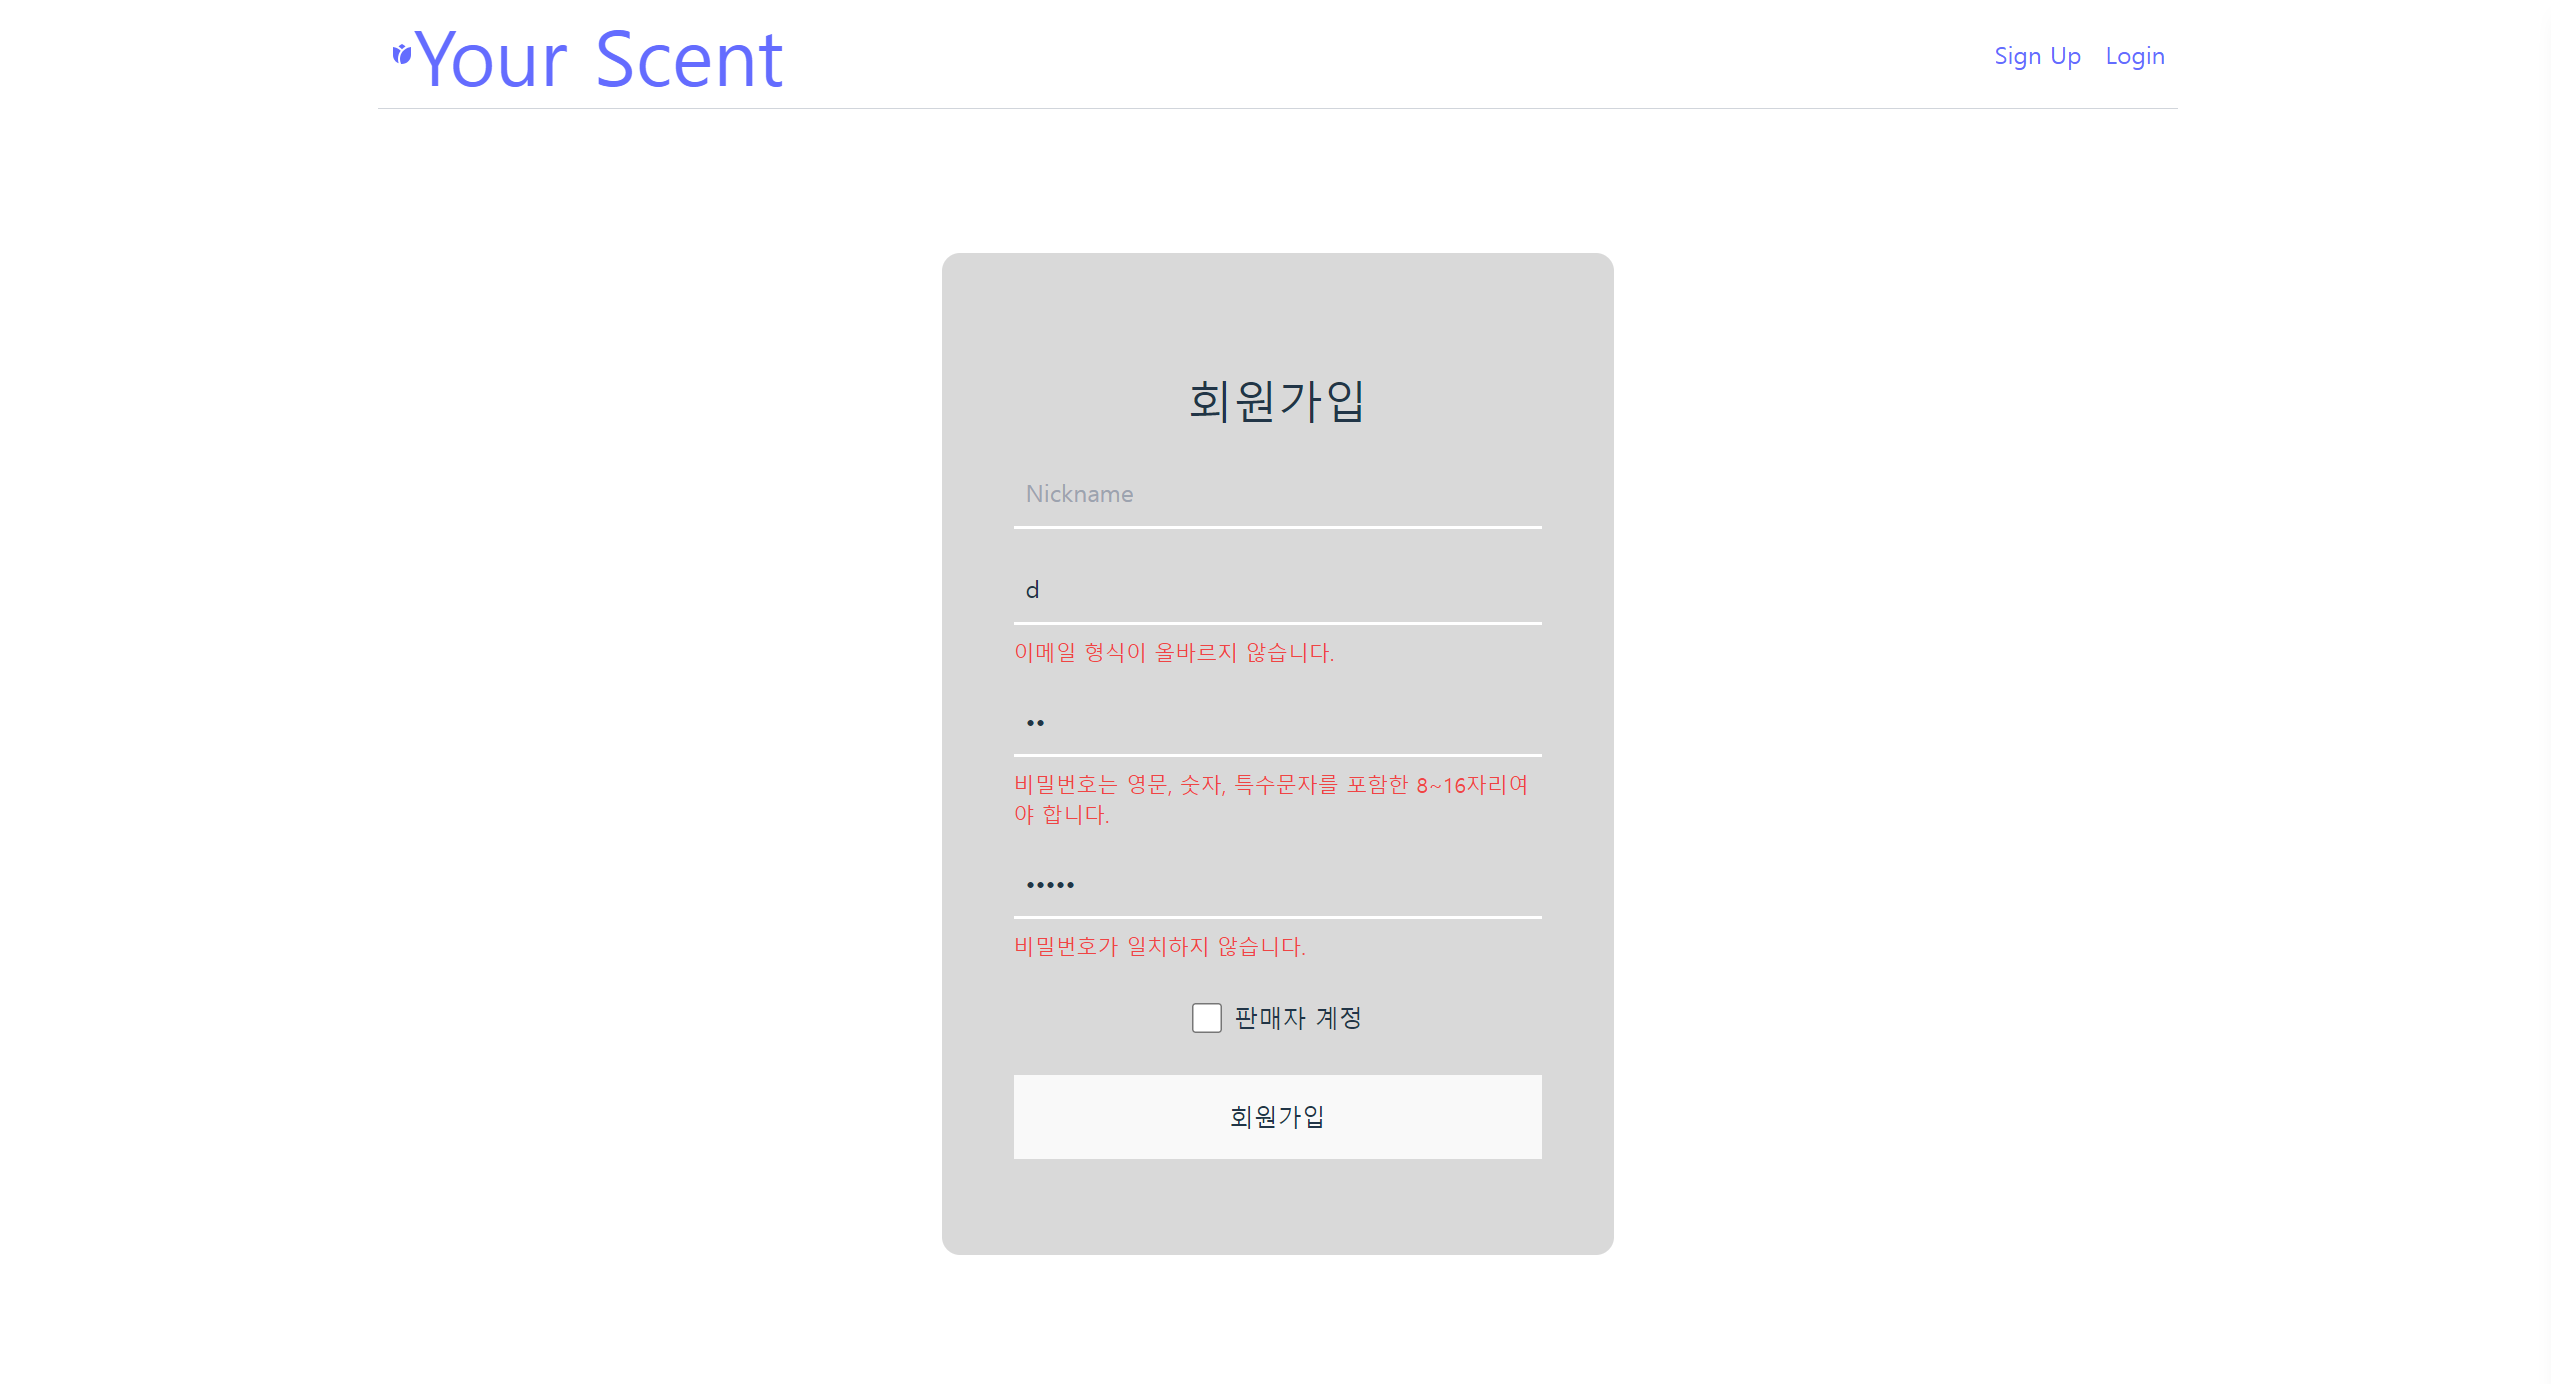 Your Scent
Sign Up Login
회원가입
Nickname
d
이메일 형식이 올바르지 않습니다.
••
비밀번호는 영문, 숫자, 특수문자를 포함한 8~16자리여
야 합니다.
•••••
비밀번호가 일치하지 않습니다.
판매자 계정
회원가입